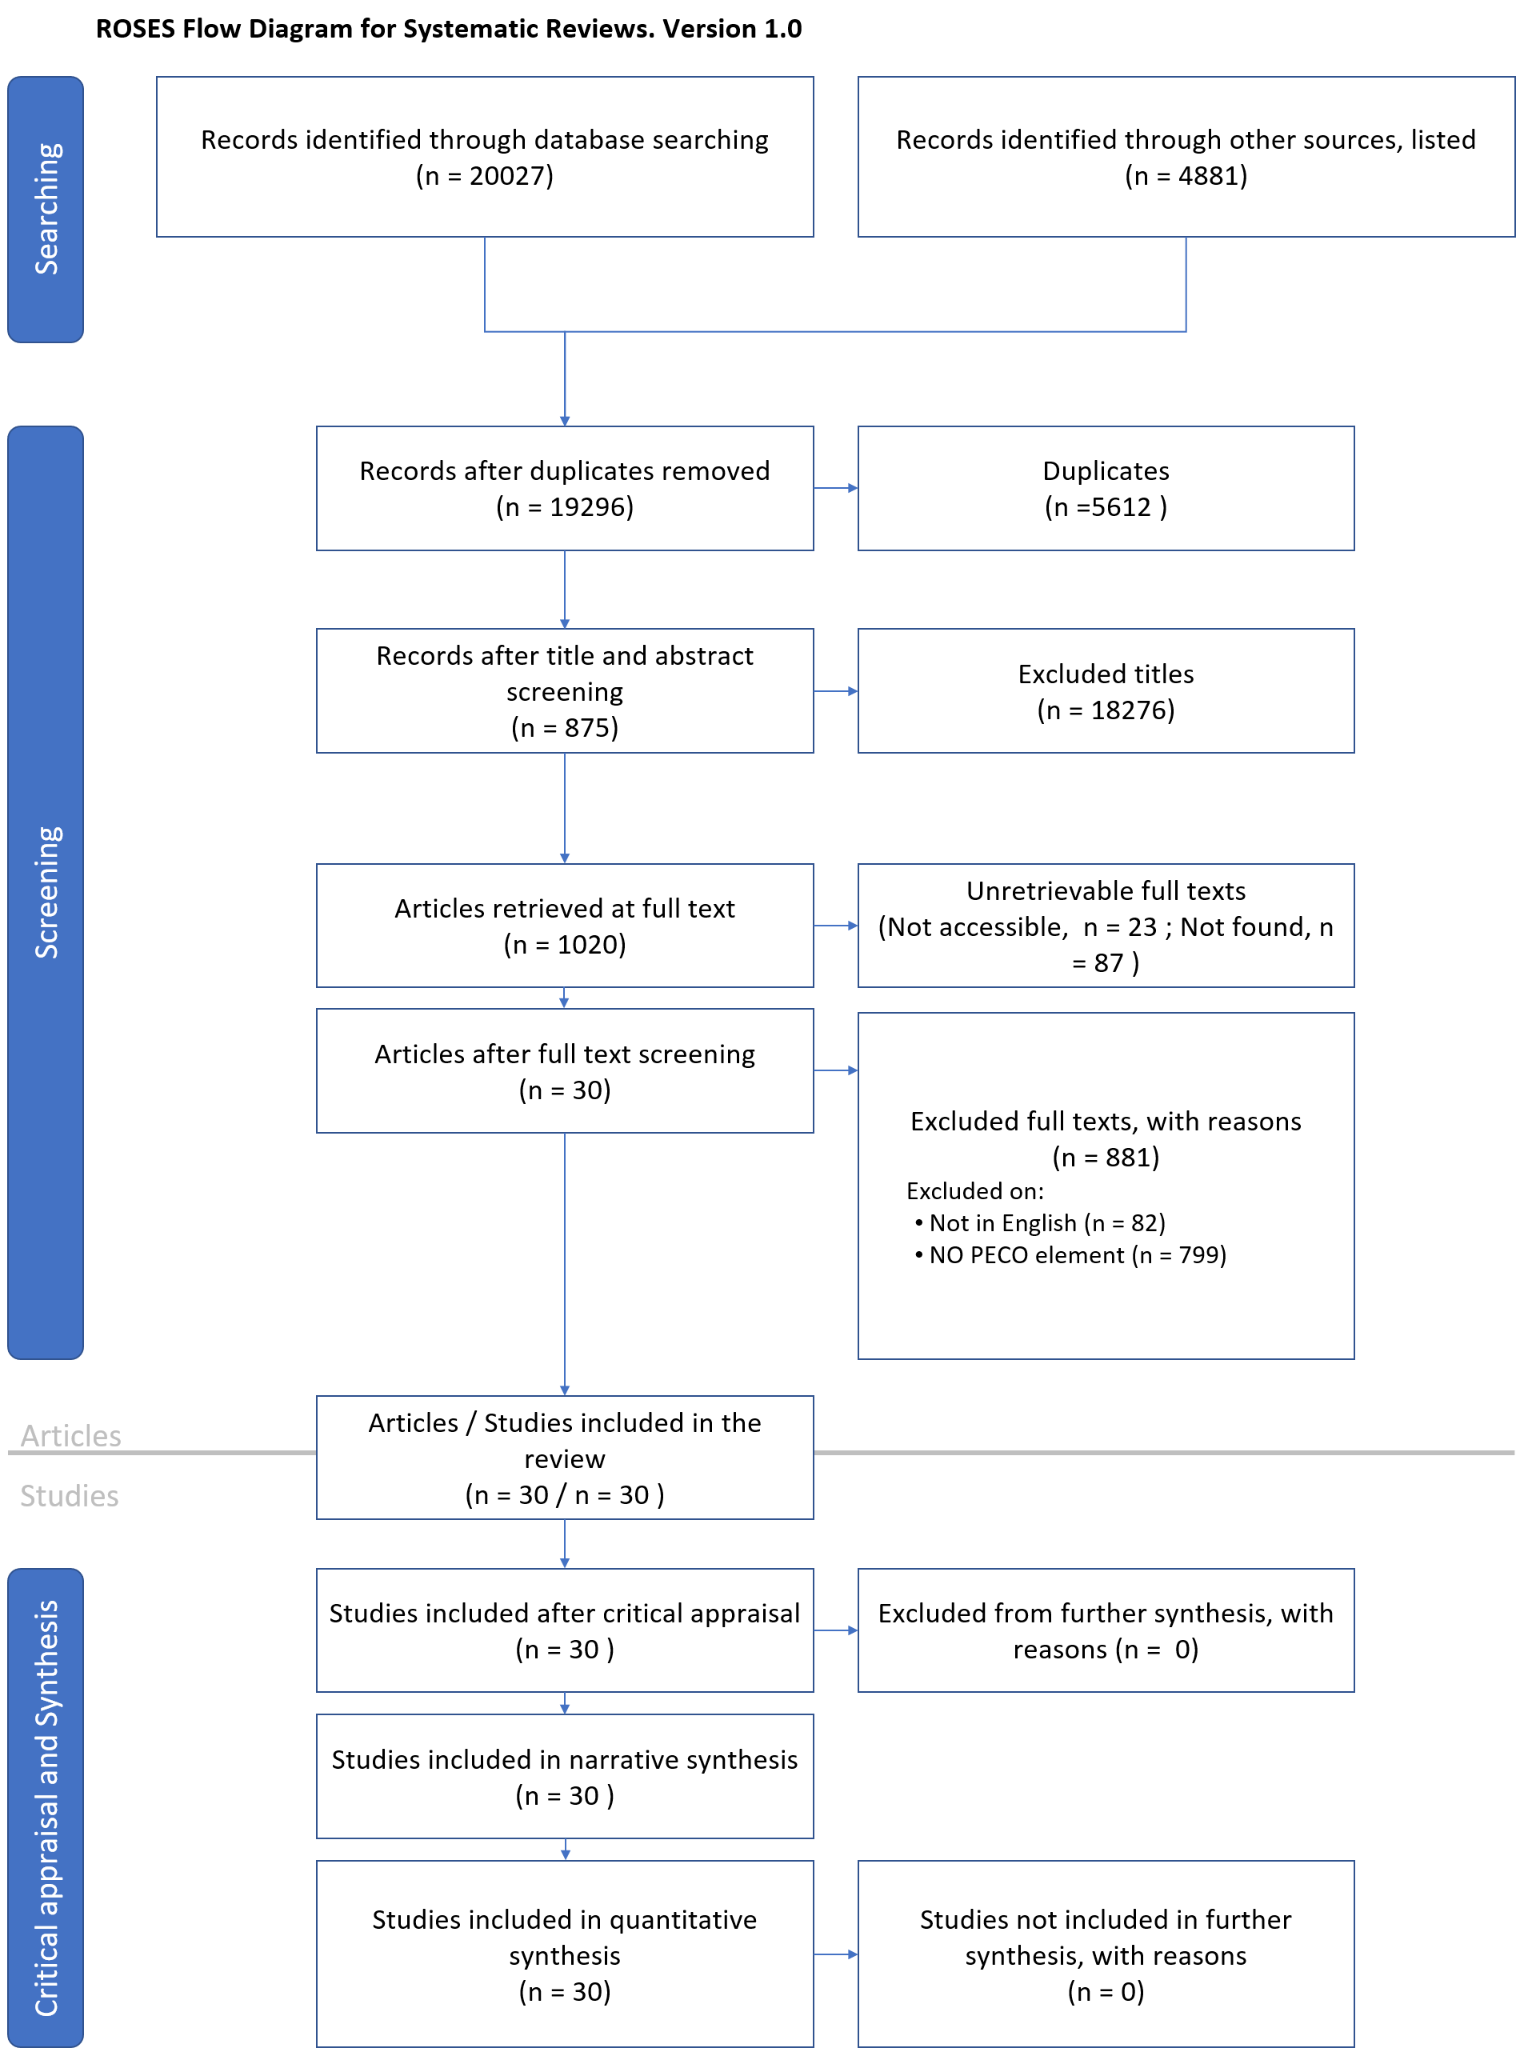 ROSES Flow Diagram for Systematic Reviews. Version 1.0
Searching
Records identified through database searching
(n = 20027)
Records identified through other sources, listed
(n = 4881)
Screening
Records after duplicates removed
(n = 19296)
Duplicates
(n =5612 )
Records after title and abstract
screening
(n = 875)
Excluded titles
(n = 18276)
Articles retrieved at full text
(n = 1020)
Unretrievable full texts
(Not accessible,  n = 23 ; Not found, n
= 87 )
Articles after full text screening
(n = 30)
Excluded full texts, with reasons
(n = 881)
Excluded on:
• Not in English (n = 82)
• NO PECO element (n = 799)
Articles
Studies
Articles / Studies included in the
review
(n = 30 / n = 30 )
Critical appraisal and Synthesis
Studies included after critical appraisal
(n = 30 )
Excluded from further synthesis, with
reasons (n =  0)
Studies included in narrative synthesis
(n = 30 )
Studies included in quantitative
synthesis
(n = 30)
Studies not included in further
synthesis, with reasons
(n = 0)